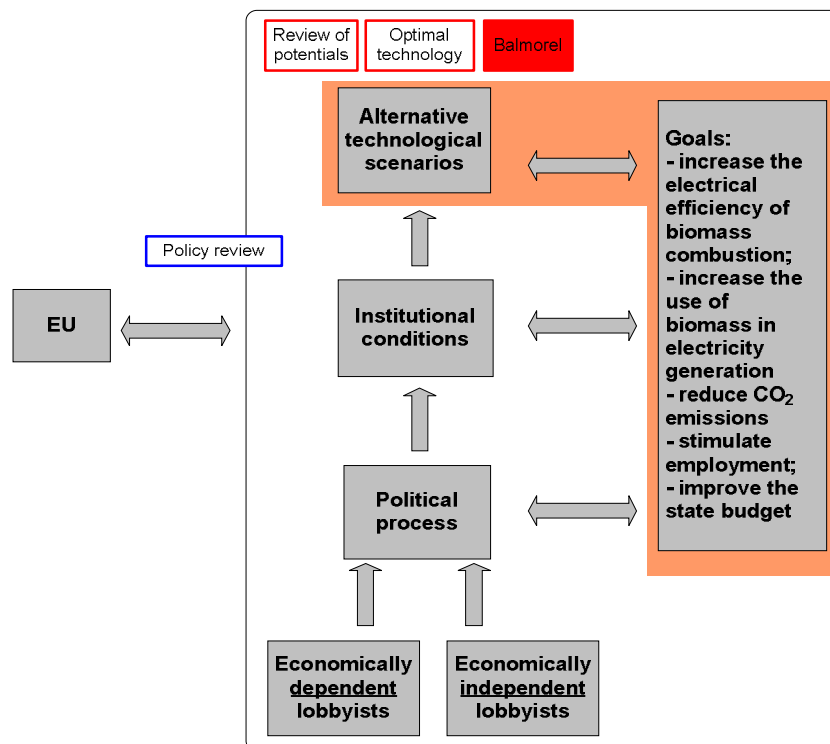 Review of
potentials
Optimal
technology
Balmorel
Alternative
technological
scenarios
Goals:
- increase the
electrical
efficiency of
biomass
combustion;
- increase the
use of
biomass in
electricity
generation
- reduce CO₂
emissions
- stimulate
employment;
- improve the
state budget
Policy review
EU
Institutional
conditions
Political
process
Economically
dependent
lobbyists
Economically
independent
lobbyists